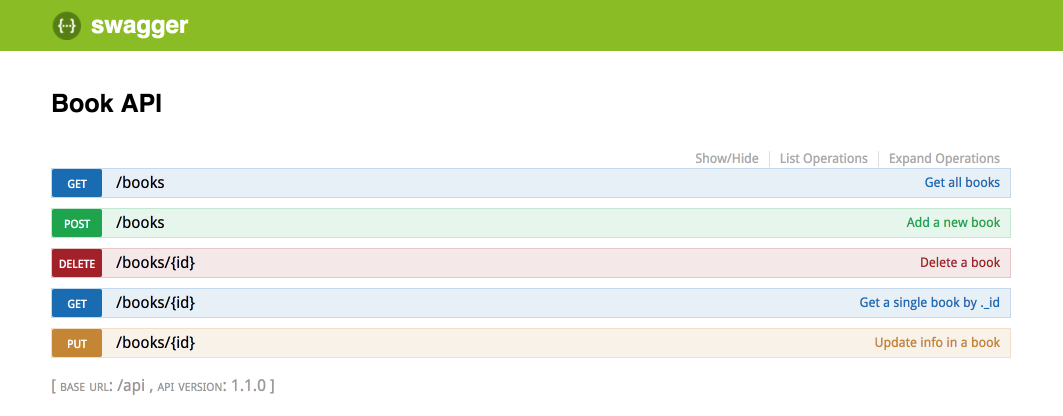 {···} swagger
Book API
Show/Hide List Operations Expand Operations
GET /books Get all books
POST /books Add a new book
DELETE /books/{id} Delete a book
GET /books/{id} Get a single book by ._id
PUT /books/{id} Update info in a book
[ BASE URL: /api , API VERSION: 1.1.0 ]